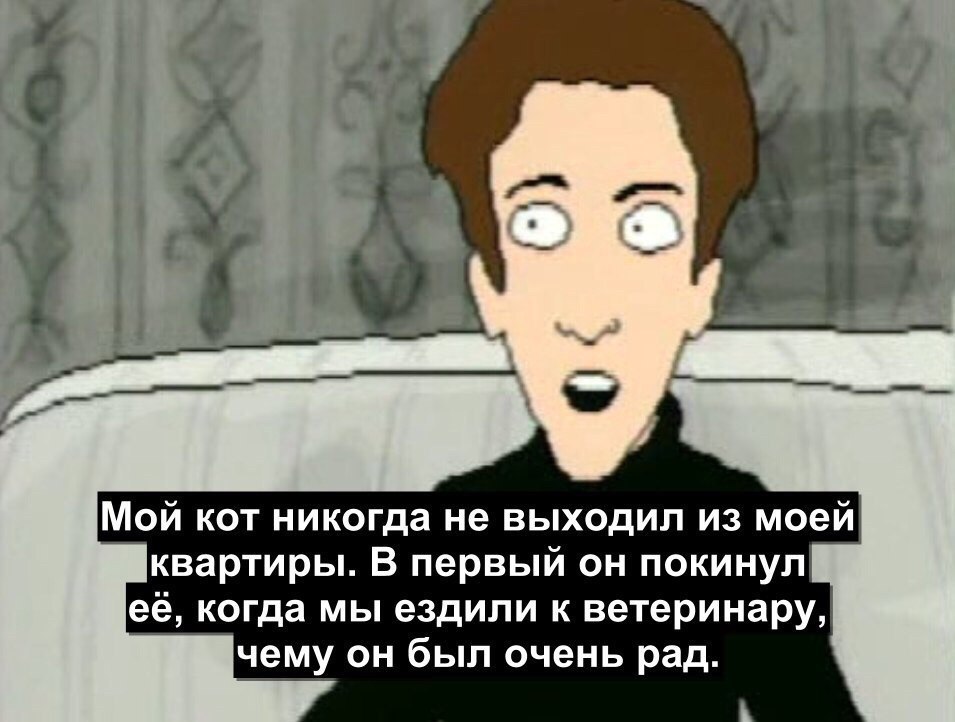 Мой кот никогда не выходил из моей
квартиры. В первый он покинул
её, когда мы ездили к ветеринару,
чему он был очень рад.